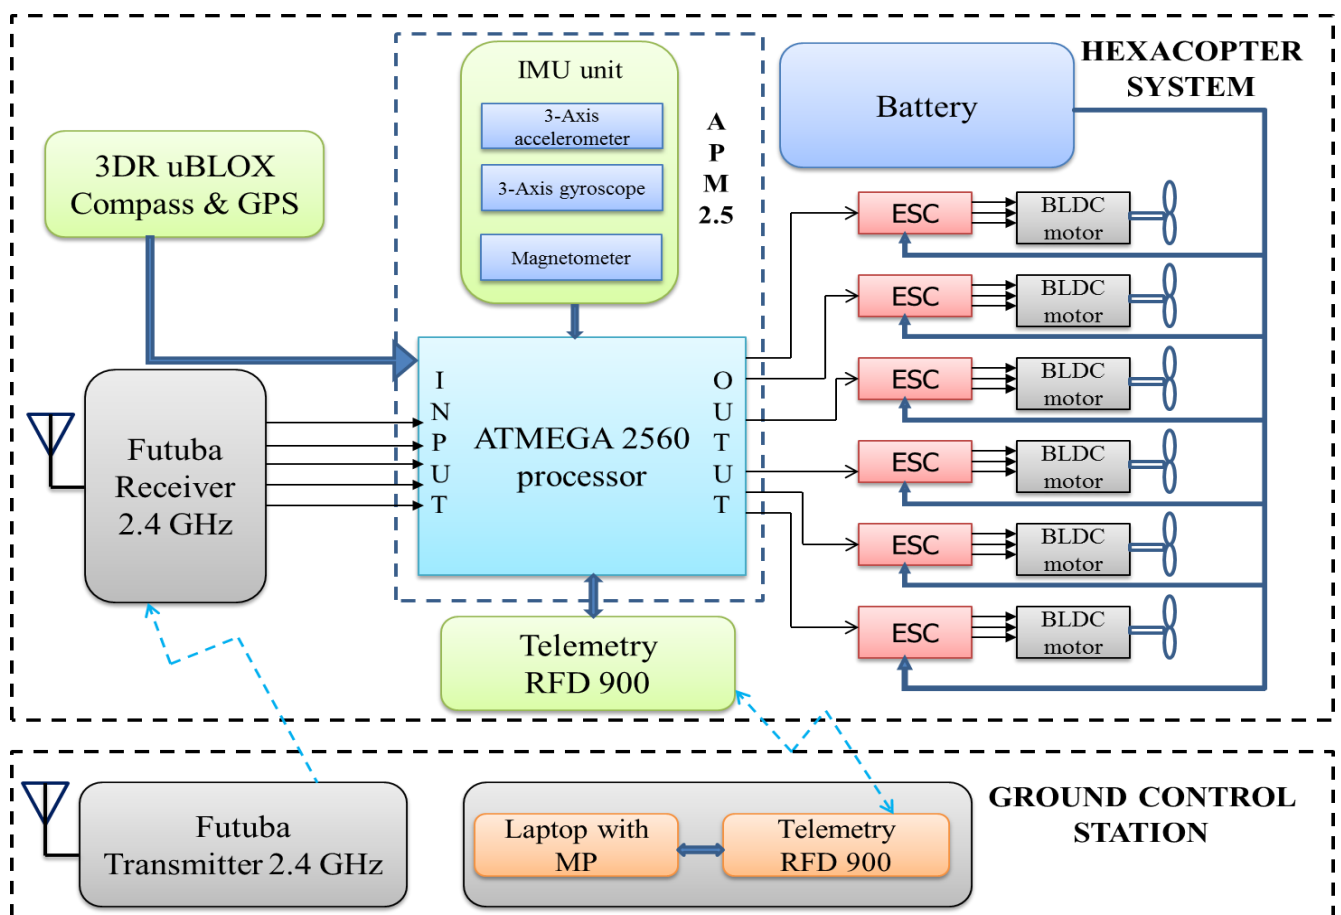 HEXACOPTER
SYSTEM
IMU unit
3-Axis
accelerometer
3-Axis gyroscope
Magnetometer
A
P
M
2.5
Battery
3DR uBLOX
Compass & GPS
ESC
BLDC
motor
ESC
BLDC
motor
ESC
BLDC
motor
ESC
BLDC
motor
ESC
BLDC
motor
ESC
BLDC
motor
Futuba
Receiver
2.4 GHz
I
N
P
U
T
ATMEGA 2560
processor
O
U
T
U
T
Telemetry
RFD 900
Futuba
Transmitter 2.4 GHz
Laptop with
MP
Telemetry
RFD 900
GROUND CONTROL
STATION